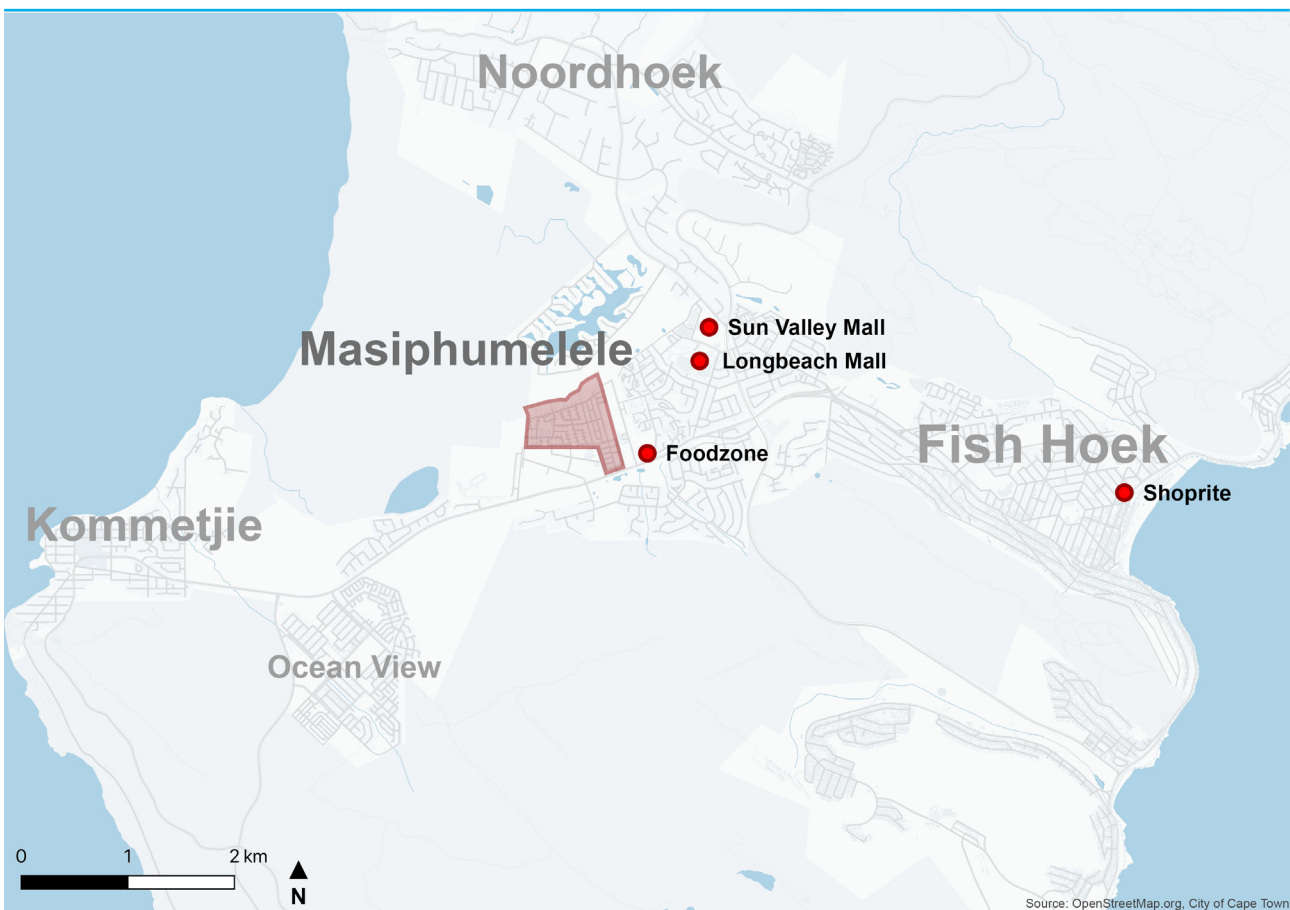 Noordhoek
Sun Valley Mall
Masiphumelele
Longbeach Mall
Fish Hoek
Foodzone
Shoprite
Kommetjie
Ocean View
0 1 2 km
N
Source: OpenStreetMap.org, City of Cape Town